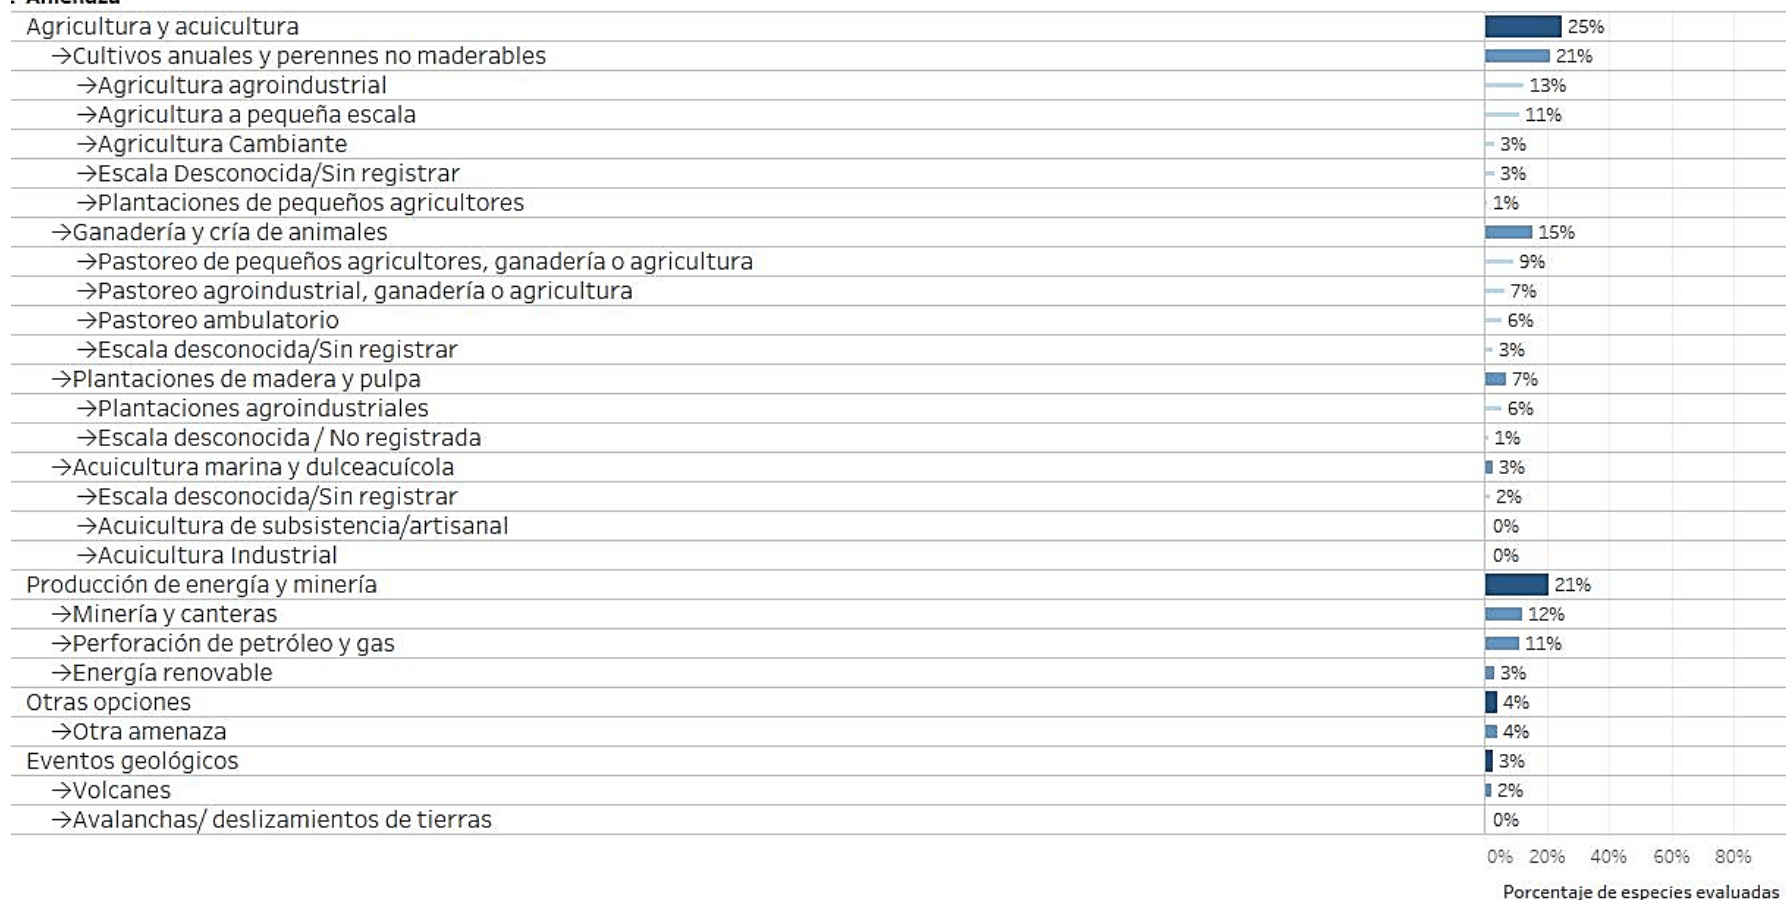 : Amenaza
Agricultura y acuicultura 25%
→Cultivos anuales y perennes no maderables 21%
→Agricultura agroindustrial 13%
→Agricultura a pequeña escala 11%
→Agricultura Cambiante 3%
→Escala Desconocida/Sin registrar 3%
→Plantaciones de pequeños agricultores 1%
→Ganadería y cría de animales 15%
→Pastoreo de pequeños agricultores, ganadería o agricultura 9%
→Pastoreo agroindustrial, ganadería o agricultura 7%
→Pastoreo ambulatorio 6%
→Escala desconocida/Sin registrar 3%
→Plantaciones de madera y pulpa 7%
→Plantaciones agroindustriales 6%
→Escala desconocida / No registrada 1%
→Acuicultura marina y dulceacuícola 3%
→Escala desconocida/Sin registrar 2%
→Acuicultura de subsistencia/artisanal 0%
→Acuicultura Industrial 0%
Producción de energía y minería 21%
→Minería y canteras 12%
→Perforación de petróleo y gas 11%
→Energía renovable 3%
Otras opciones 4%
→Otra amenaza 4%
Eventos geológicos 3%
→Volcanes 2%
→Avalanchas/ deslizamientos de tierras 0%
0% 20% 40% 60% 80%
Porcentaje de especies evaluadas